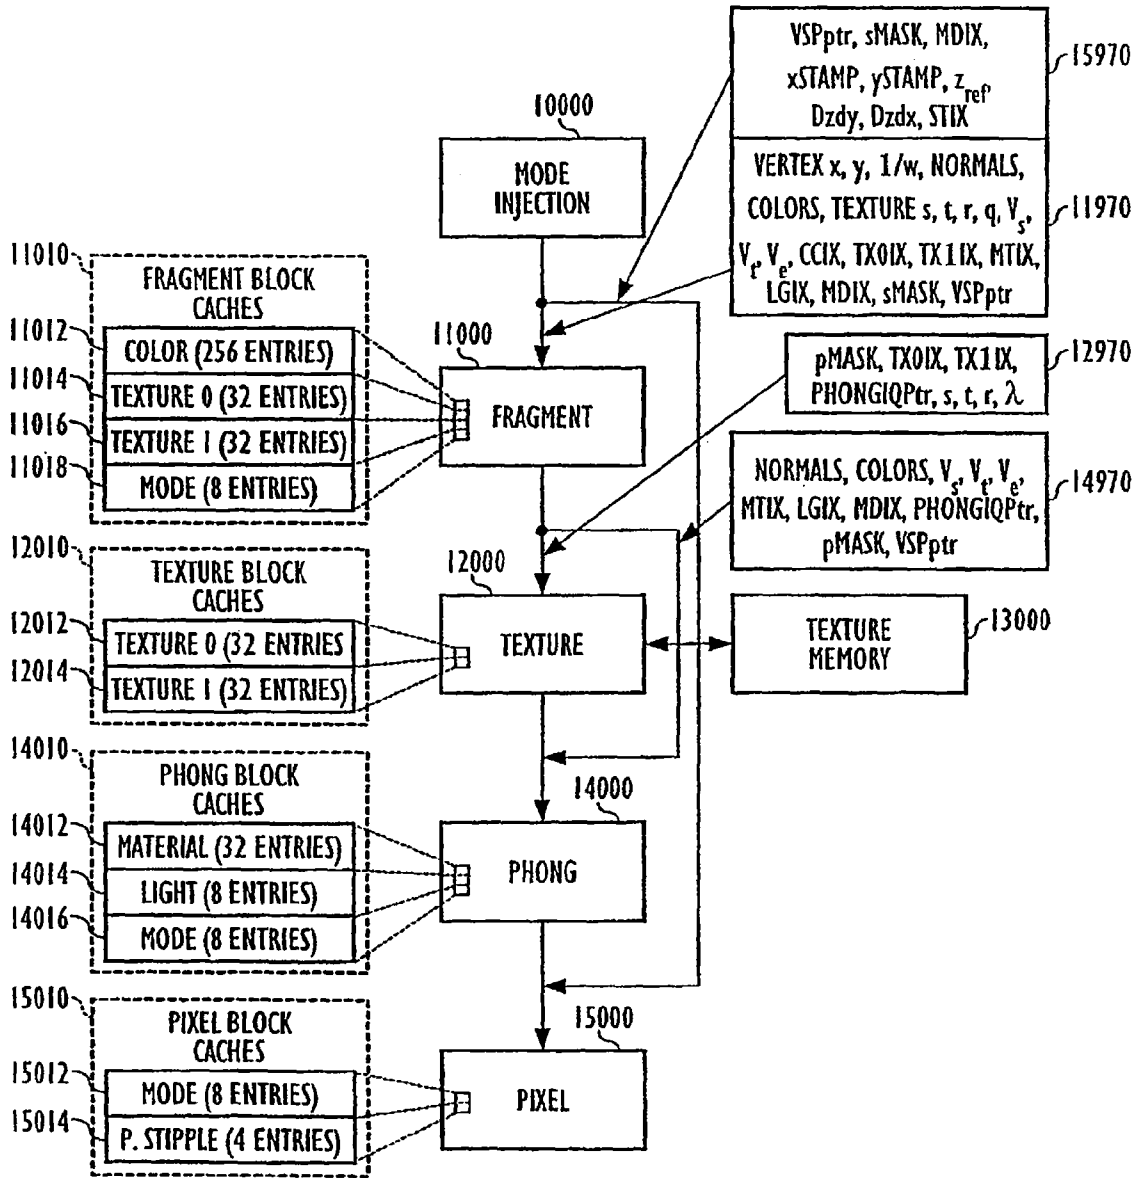 VSPptr, sMASK, MDIX,
xSTAMP, ySTAMP, zref,
Dzdy, Dzdx, STIX
15970
VERTEX x, y, 1/w, NORMALS,
COLORS, TEXTURE s, t, r, q, Vs,
Vt, Ve, CCIX, TX0IX, TX1IX, MTIX,
LGIX, MDIX, sMASK, VSPptr
11970
10000
MODE
INJECTION
11010
FRAGMENT BLOCK
CACHES
11012
COLOR (256 ENTRIES)
11014
TEXTURE 0 (32 ENTRIES)
11016
TEXTURE 1 (32 ENTRIES)
11018
MODE (8 ENTRIES)
11000
FRAGMENT
pMASK, TX0IX, TX1IX,
PHONGIQPtr, s, t, r, λ
12970
NORMALS, COLORS, Vs, Vt, Ve,
MTIX, LGIX, MDIX, PHONGIQPtr,
pMASK, VSPptr
14970
12010
TEXTURE BLOCK
CACHES
12012
TEXTURE 0 (32 ENTRIES
12014
TEXTURE 1 (32 ENTRIES)
12000
TEXTURE
TEXTURE
MEMORY
13000
14010
PHONG BLOCK
CACHES
14012
MATERIAL (32 ENTRIES)
14014
LIGHT (8 ENTRIES)
14016
MODE (8 ENTRIES)
14000
PHONG
15010
PIXEL BLOCK
CACHES
15012
MODE (8 ENTRIES)
15014
P. STIPPLE (4 ENTRIES)
15000
PIXEL